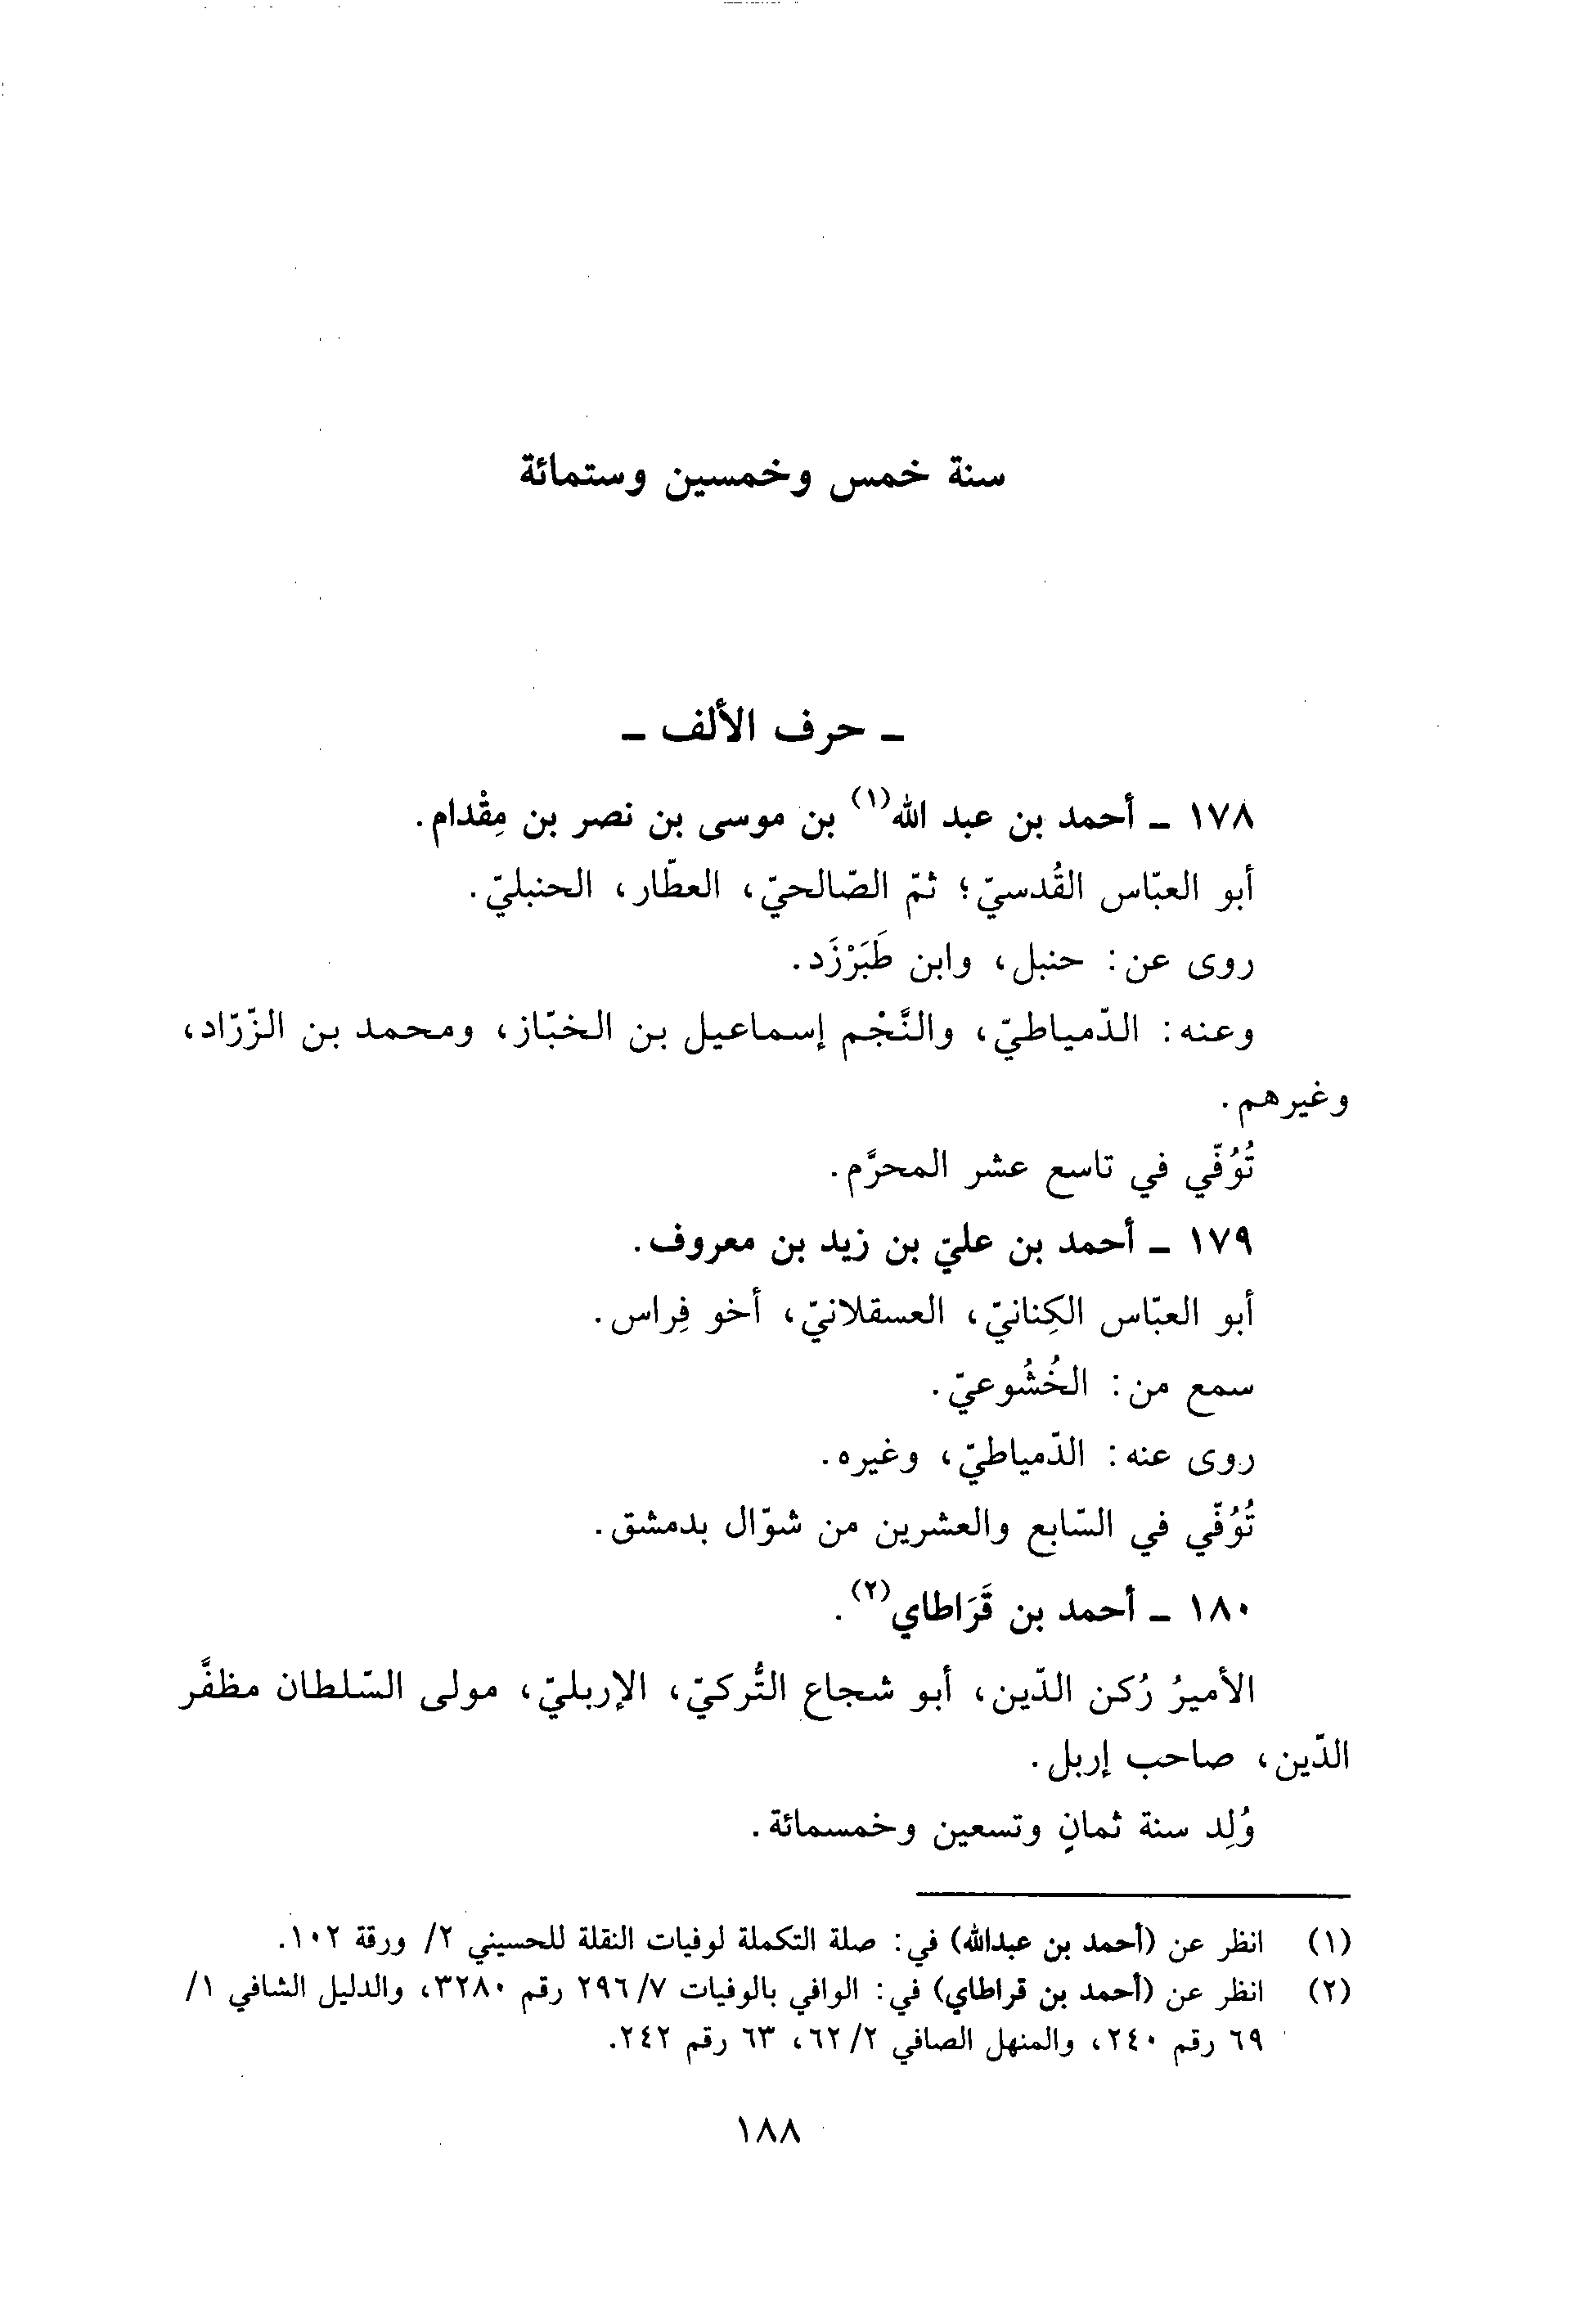 سنة خمس وخمسين وستمائة
ـ حرف الألف ـ
١٧٨ ـ أحمد بن عبد الله(١) بن موسى بن نصر بن مِقْدام.
أبو العبّاس القُدسيّ؛ ثمّ الصّالحيّ، العطّار، الحنبليّ.
روى عن: حنبل، وابن طَبَرْزَد.
وعنه: الدّمياطيّ، والنَّجْم إسماعيل بن الخبّاز، ومحمد بن الزّرّاد،
وغيرهم.
تُوُفّي في تاسع عشر المحرَّم.
١٧٩ ـ أحمد بن عليّ بن زيد بن معروف.
أبو العبّاس الكِنانيّ، العسقلانيّ، أخو فِراس.
سمع من: الخُشُوعيّ.
روى عنه: الدّمياطيّ، وغيره.
تُوُفّي في السّابع والعشرين من شوّال بدمشق.
١٨٠ ـ أحمد بن قَرَاطاي(٢).
الأميرُ رُكن الدّين، أبو شجاع التُّركيّ، الإربليّ، مولى السّلطان مظفَّر
الدّين، صاحب إربل.
وُلِد سنة ثمانٍ وتسعين وخمسمائة.
(١) انظر عن (أحمد بن عبدالله) في: صلة التكملة لوفيات النقلة للحسيني ٢/ ورقة ١٠٢.
(٢) انظر عن (أحمد بن قراطاي) في: الوافي بالوفيات ٧/ ٢٩٦ رقم ٣٢٨٠، والدليل الشافي ١/
٦٩ رقم ٢٤٠، والمنهل الصافي ٢/ ٦٢، ٦٣ رقم ٢٤٢.
١٨٨